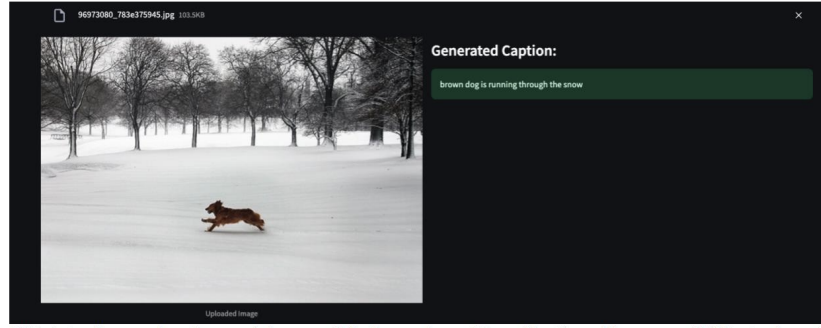 96973080_783e375945.jpg 103.5KB
Generated Caption:
brown dog is running through the snow
Uploaded Image